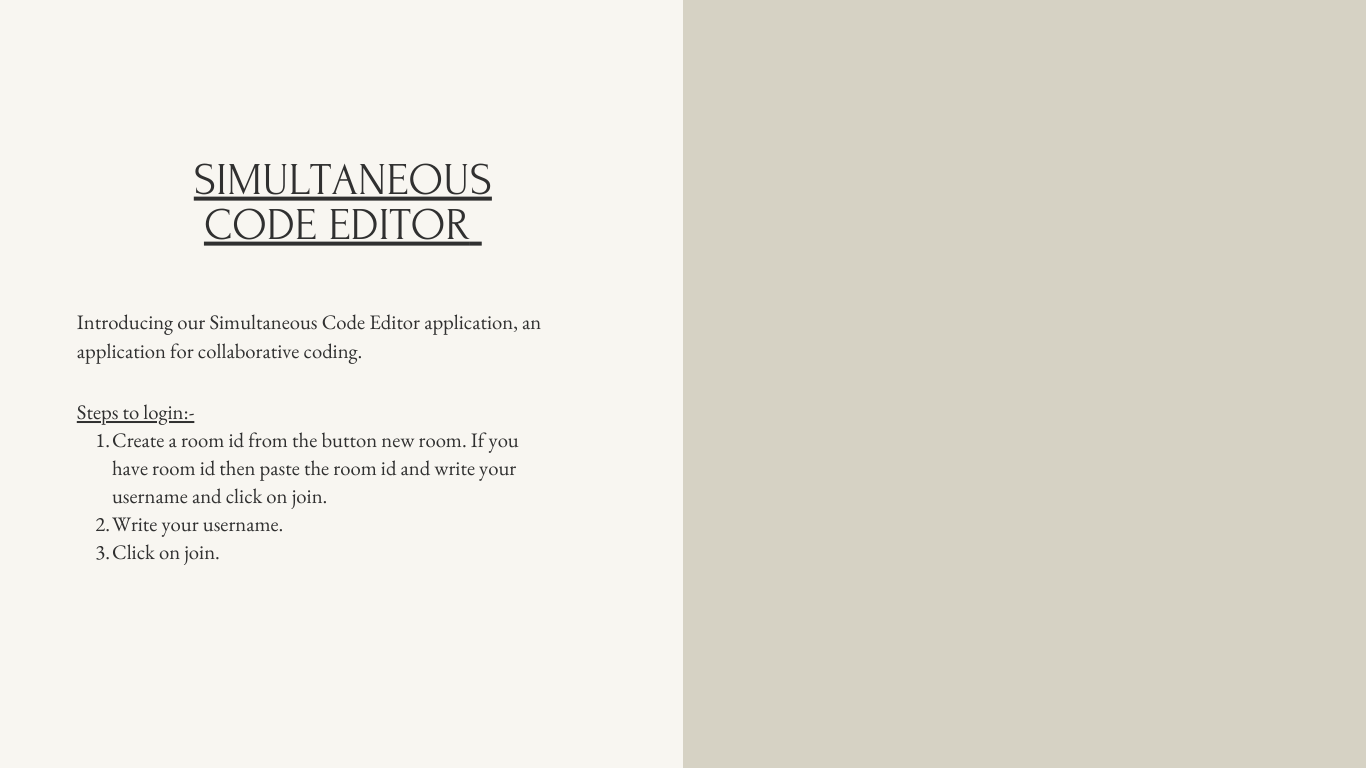 SIMULTANEOUS
CODE EDITOR
Introducing our Simultaneous Code Editor application, an
application for collaborative coding.
Steps to login:-
1. Create a room id from the button new room. If you
have room id then paste the room id and write your
username and click on join.
2. Write your username.
3. Click on join.